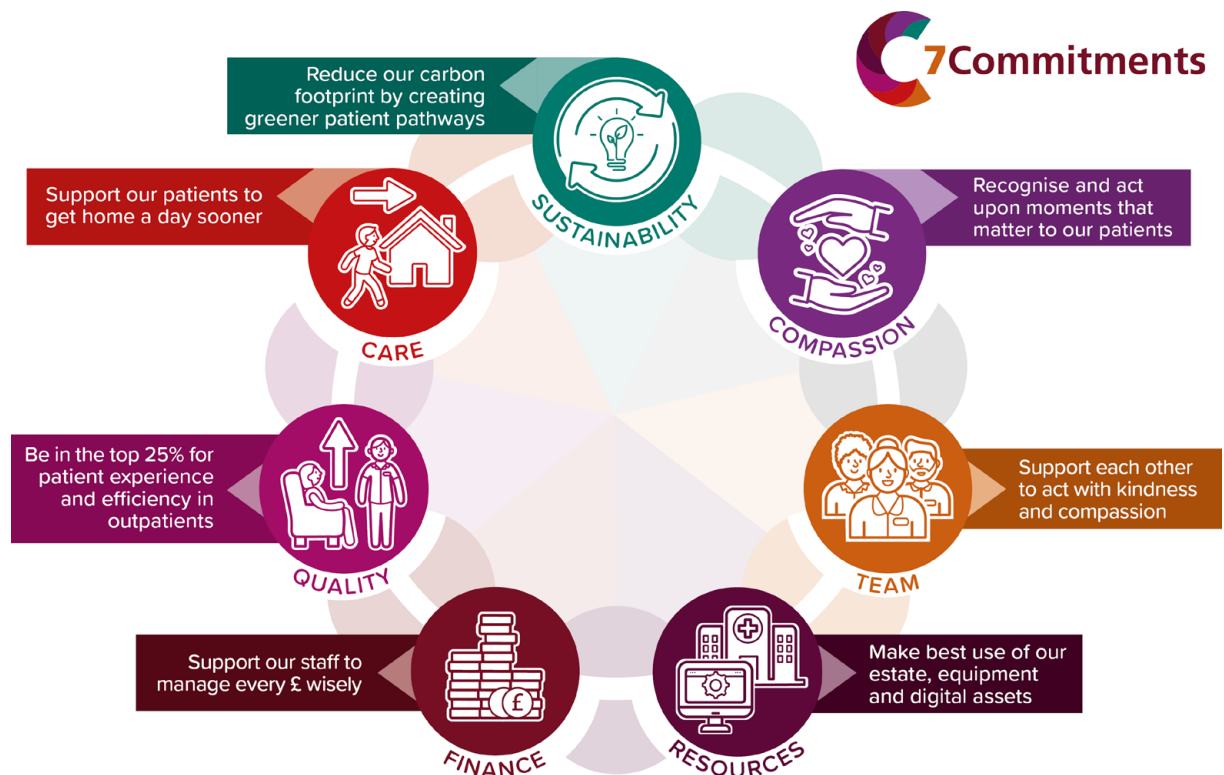 7Commitments
Reduce our carbon
footprint by creating
greener patient pathways
SUSTAINABILITY
Recognise and act
upon moments that
matter to our patients
COMPASSION
Support each other
to act with kindness
and compassion
TEAM
Make best use of our
estate, equipment
and digital assets
RESOURCES
Support our staff to
manage every £ wisely
£
FINANCE
Be in the top 25% for
patient experience
and efficiency in
outpatients
QUALITY
Support our patients to
get home a day sooner
CARE